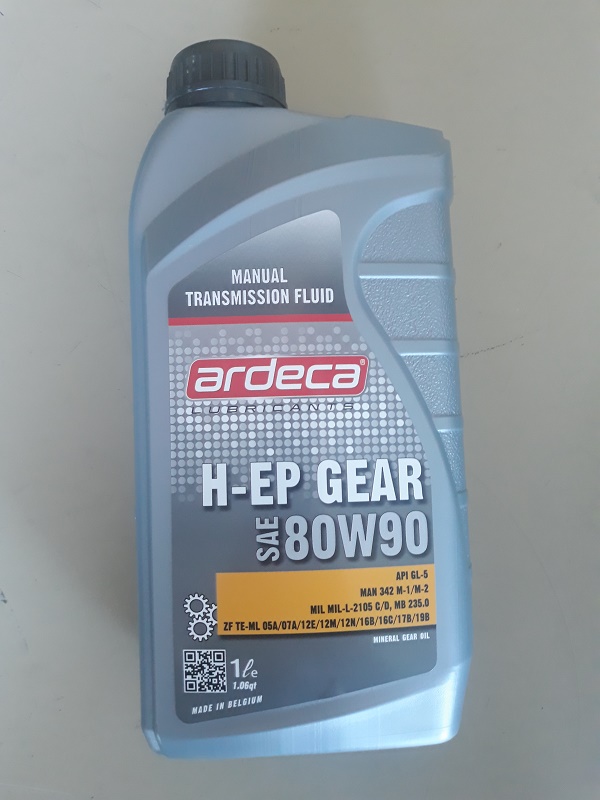 MANUAL
TRANSMISSION FLUID
ardeca®
LUBRICANTS
H-EP GEAR
SAE 80W90
API GL-5
MAN 342 M-1/M-2
MIL MIL-L-2105 C/D, MB 235.0
ZF TE-ML 05A/07A/12E/12M/12N/16B/16C/17B/19B
MINERAL GEAR OIL
1ℓe
1.06qt
MADE IN BELGIUM